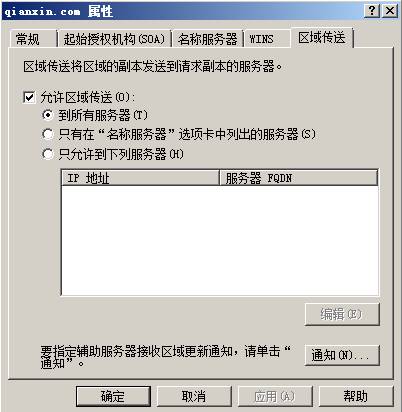 qianxin.com 属性
常规 起始授权机构(SOA) 名称服务器 WINS 区域传送
区域传送将区域的副本发送到请求副本的服务器。
允许区域传送(O):
到所有服务器(T)
只有在“名称服务器”选项卡中列出的服务器(S)
只允许到下列服务器(H)
IP 地址 服务器 FQDN
编辑(E)
要指定辅助服务器接收区域更新通知，请单击“
通知”。
通知(N)...
确定 取消 应用(A) 帮助